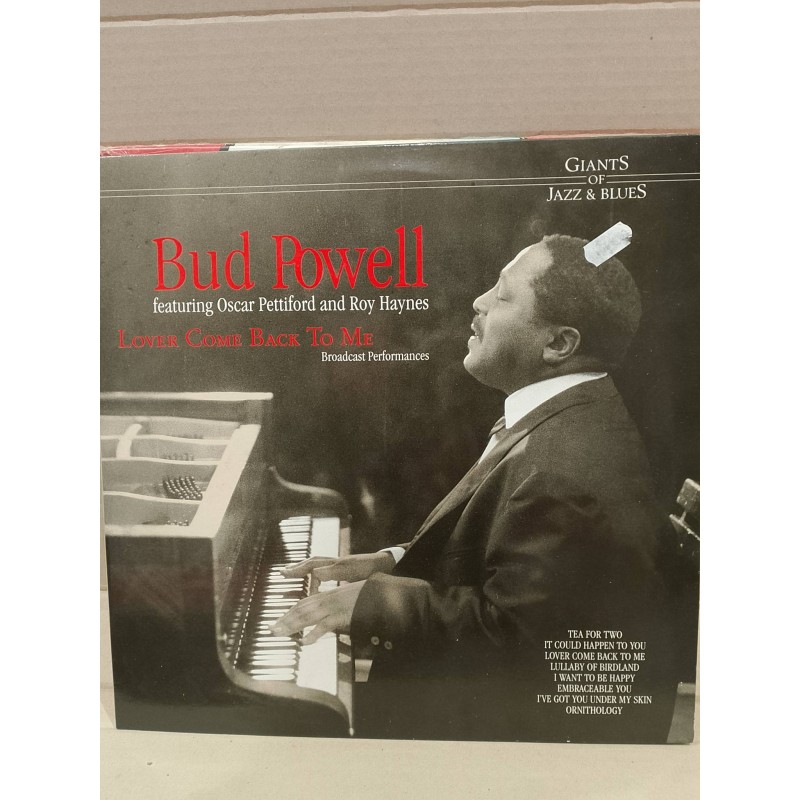 GIANTS
OF
JAZZ & BLUES
Bud Powell
featuring Oscar Pettiford and Roy Haynes
LOVER COME BACK TO ME
Broadcast Performances
TEA FOR TWO
IT COULD HAPPEN TO YOU
LOVER COME BACK TO ME
LULLABY OF BIRDLAND
I WANT TO BE HAPPY
EMBRACEABLE YOU
I'VE GOT YOU UNDER MY SKIN
ORNITHOLOGY